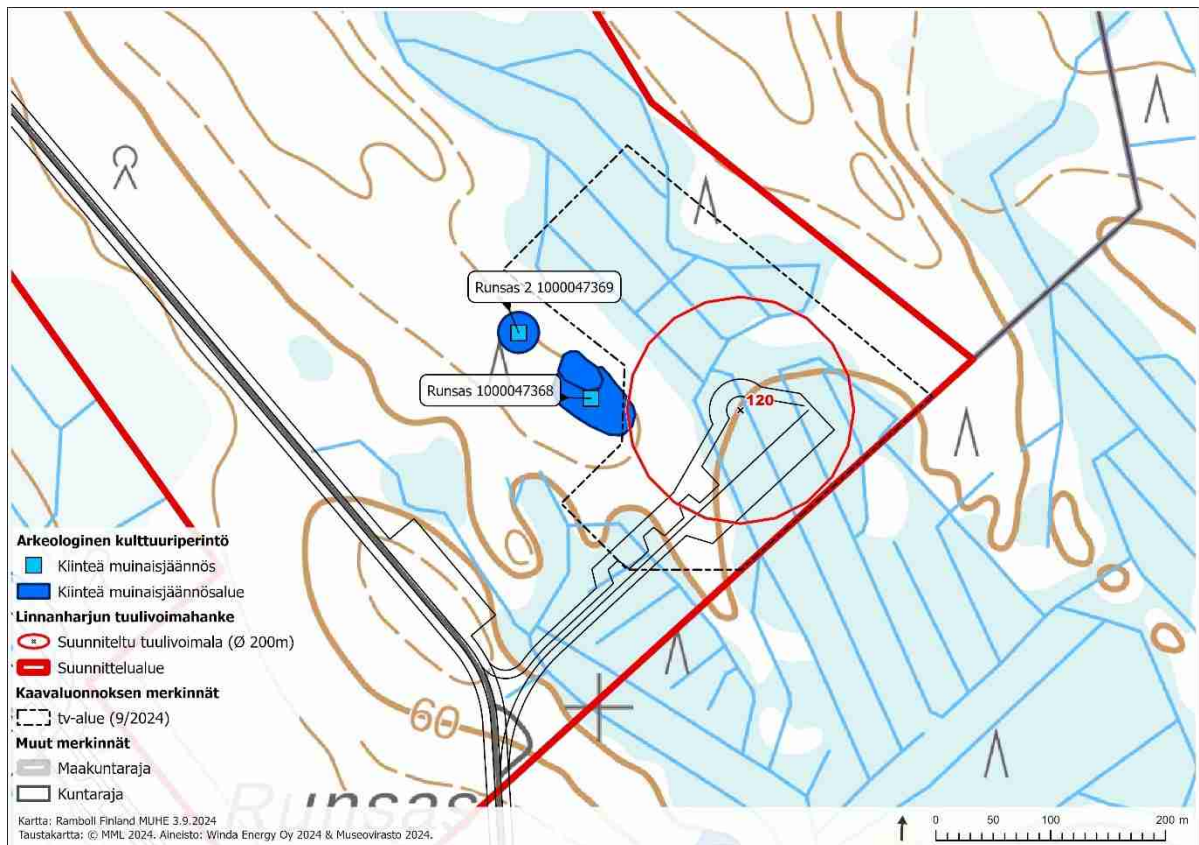 Runsas 2 1000047369
Runsas 1000047368
120
60
Runsas
Arkeologinen kulttuuriperintö
Kiinteä muinaisjäännös
Kiinteä muinaisjäännösalue
Linnanharjun tuulivoimahanke
Suunniteltu tuulivoimala (Ø 200m)
Suunnittelualue
Kaavaluonnoksen merkinnät
tv-alue (9/2024)
Muut merkinnät
Maakuntaraja
Kuntaraja
Kartta: Ramboll Finland MUHE 3.9.2024
Taustakartta: © MML 2024. Aineisto: Winda Energy Oy 2024 & Museovirasto 2024.
0 50 100 200 m